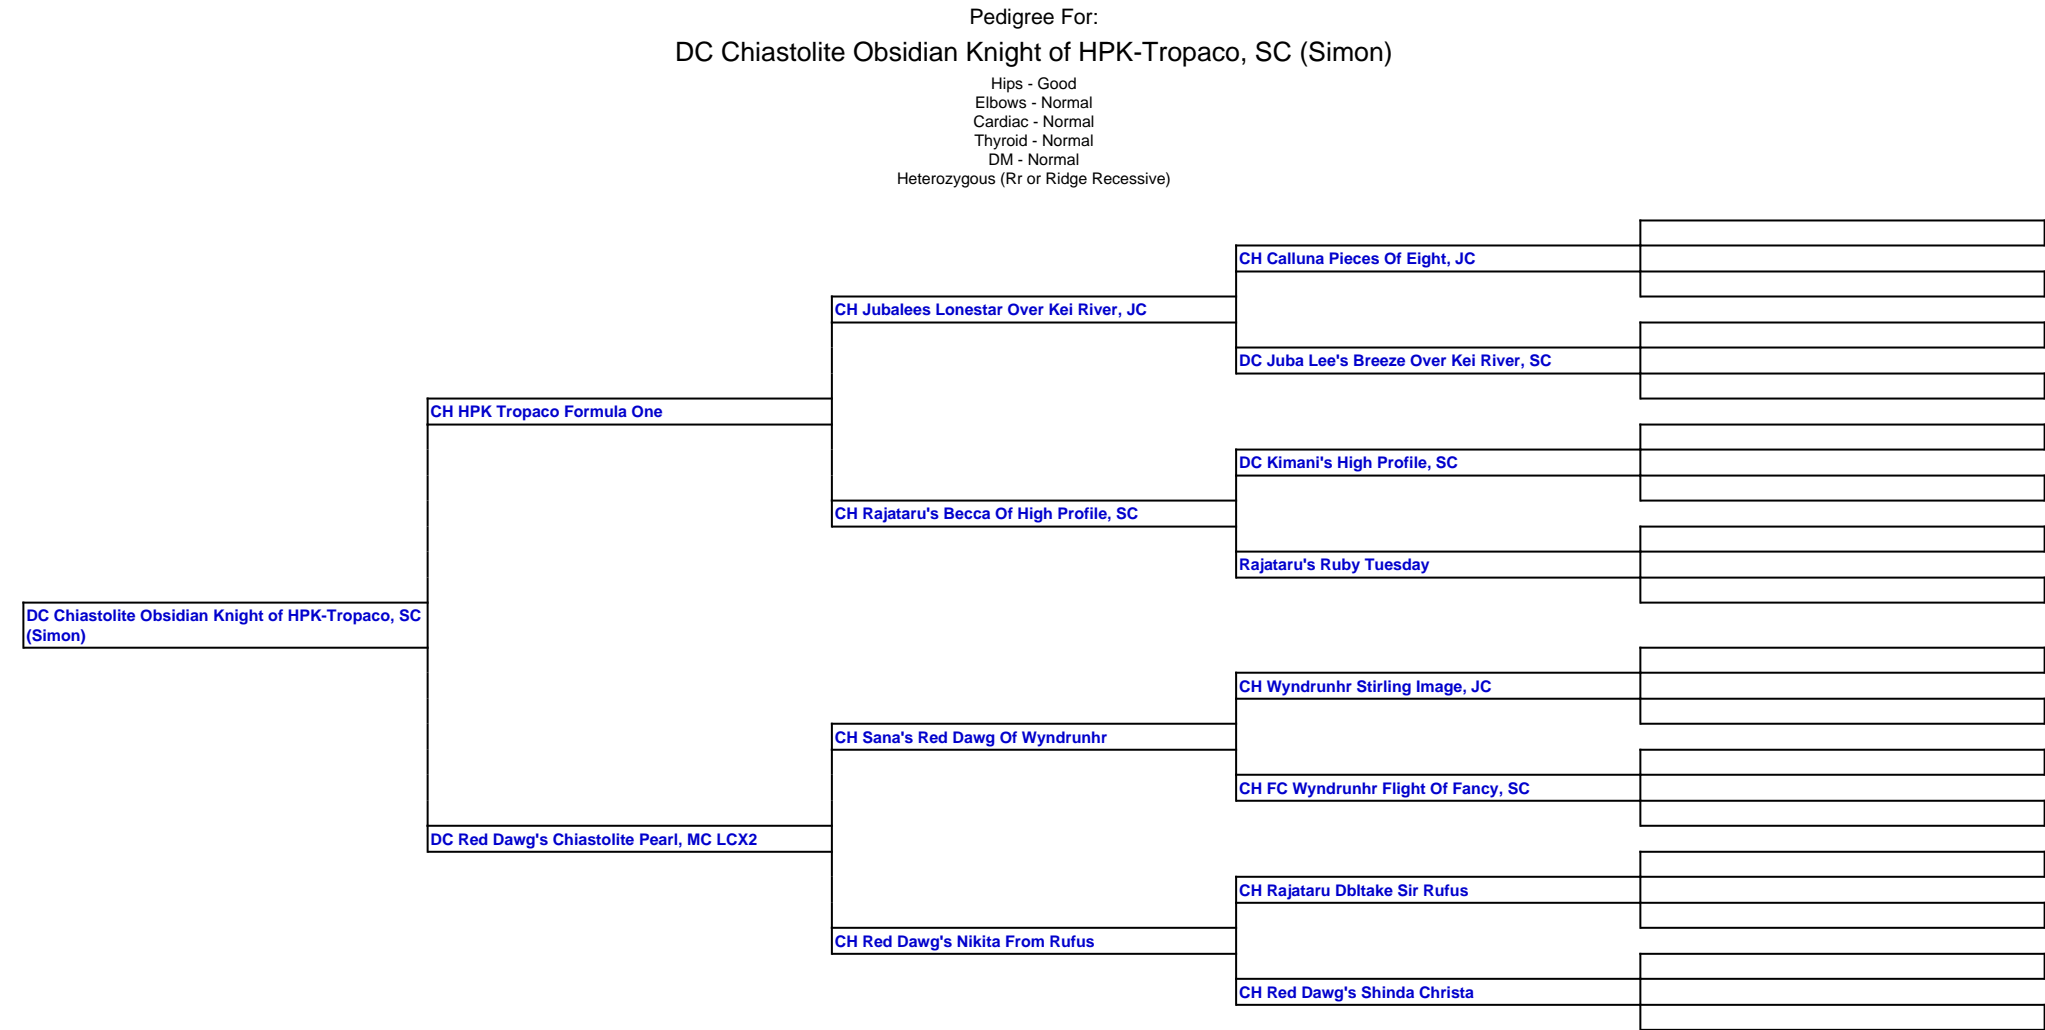 Pedigree For:
DC Chiastolite Obsidian Knight of HPK-Tropaco, SC (Simon)
Hips - Good
Elbows - Normal
Cardiac - Normal
Thyroid - Normal
DM - Normal
Heterozygous (Rr or Ridge Recessive)
CH Calluna Pieces Of Eight, JC
CH Jubalees Lonestar Over Kei River, JC
DC Juba Lee's Breeze Over Kei River, SC
CH HPK Tropaco Formula One
DC Kimani's High Profile, SC
CH Rajataru's Becca Of High Profile, SC
Rajataru's Ruby Tuesday
DC Chiastolite Obsidian Knight of HPK-Tropaco, SC
(Simon)
CH Wyndrunhr Stirling Image, JC
CH Sana's Red Dawg Of Wyndrunhr
CH FC Wyndrunhr Flight Of Fancy, SC
DC Red Dawg's Chiastolite Pearl, MC LCX2
CH Rajataru Dbltake Sir Rufus
CH Red Dawg's Nikita From Rufus
CH Red Dawg's Shinda Christa